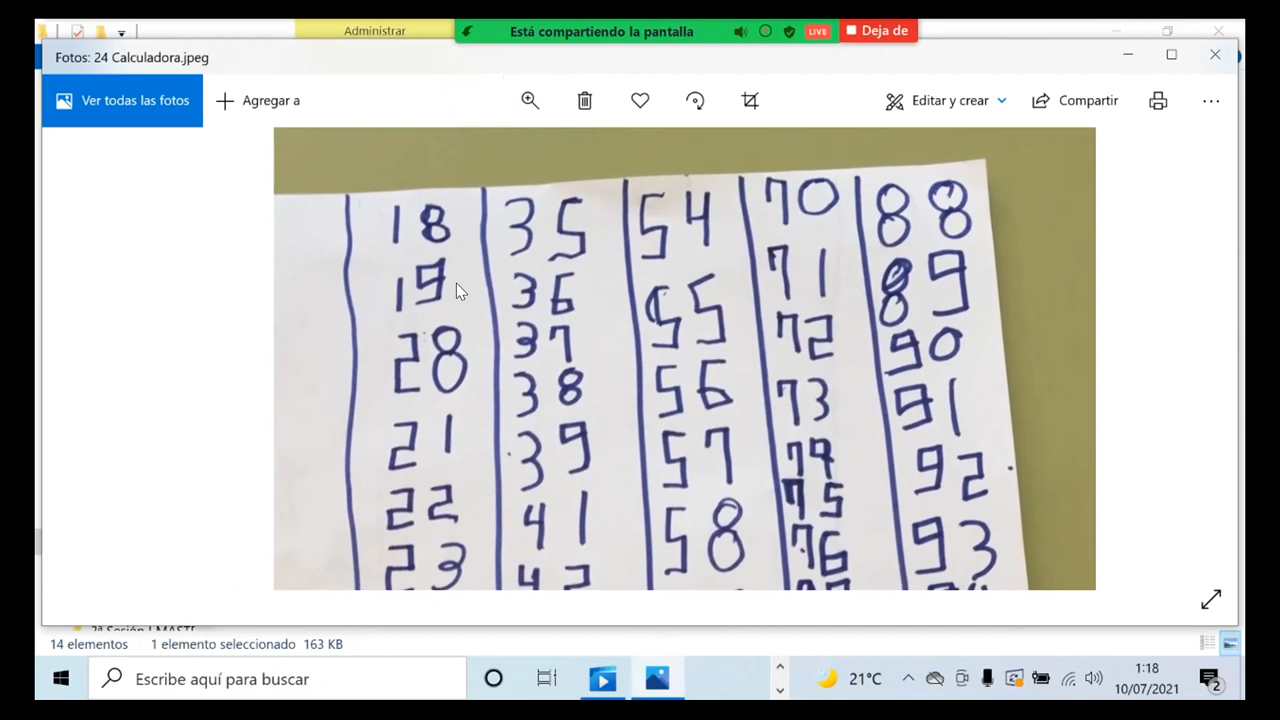 Administrar
Está compartiendo la pantalla
LIVE
Deja de
Fotos: 24 Calculadora.jpeg
Ver todas las fotos
Agregar a
Editar y crear
Compartir
18 35 54 70 88
19 36 55 71 89
28 37 56 72 90
21 38 57 73 91
22 39 58 74 92
23 41 75 93
42 76
14 elementos 1 elemento seleccionado 163 KB
Escribe aquí para buscar
21°C
1:18
10/07/2021
2